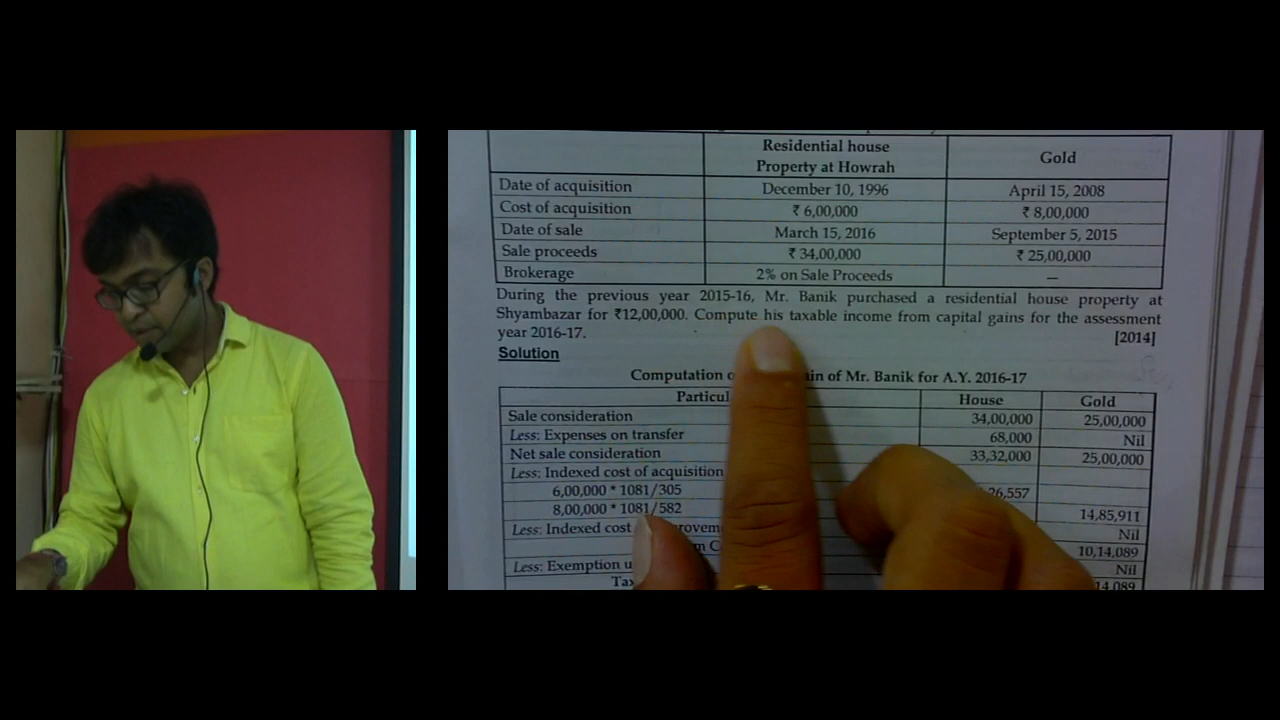 Residential house
Property at Howrah
Gold
Date of acquisition December 10, 1996 April 15, 2008
Cost of acquisition ₹ 6,00,000 ₹ 8,00,000
Date of sale March 15, 2016 September 5, 2015
Sale proceeds ₹ 34,00,000 ₹ 25,00,000
Brokerage 2% on Sale Proceeds —
During the previous year 2015-16, Mr. Banik purchased a residential house property at
Shyambazar for ₹12,00,000. Compute his taxable income from capital gains for the assessment
year 2016-17. [2014]
Solution
Computation of Mr. Banik for A.Y. 2016-17
House Gold
Sale consideration 34,00,000 25,00,000
Less: Expenses on transfer 68,000 Nil
Net sale consideration 33,32,000 25,00,000
Less: Indexed cost of acquisition
6,00,000 * 1081/305 26,557
8,00,000 * 1081/582 14,85,911
Less: Indexed cost Nil
10,14,089
Less: Exemption Nil
14,089